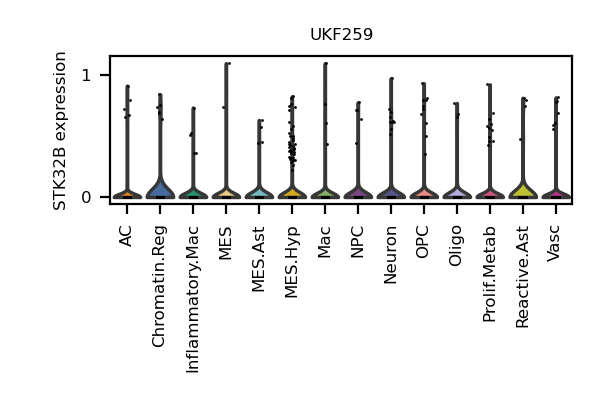 UKF259
STK32B expression
1
0
AC
Chromatin.Reg
Inflammatory.Mac
MES
MES.Ast
MES.Hyp
Mac
NPC
Neuron
OPC
Oligo
Prolif.Metab
Reactive.Ast
Vasc